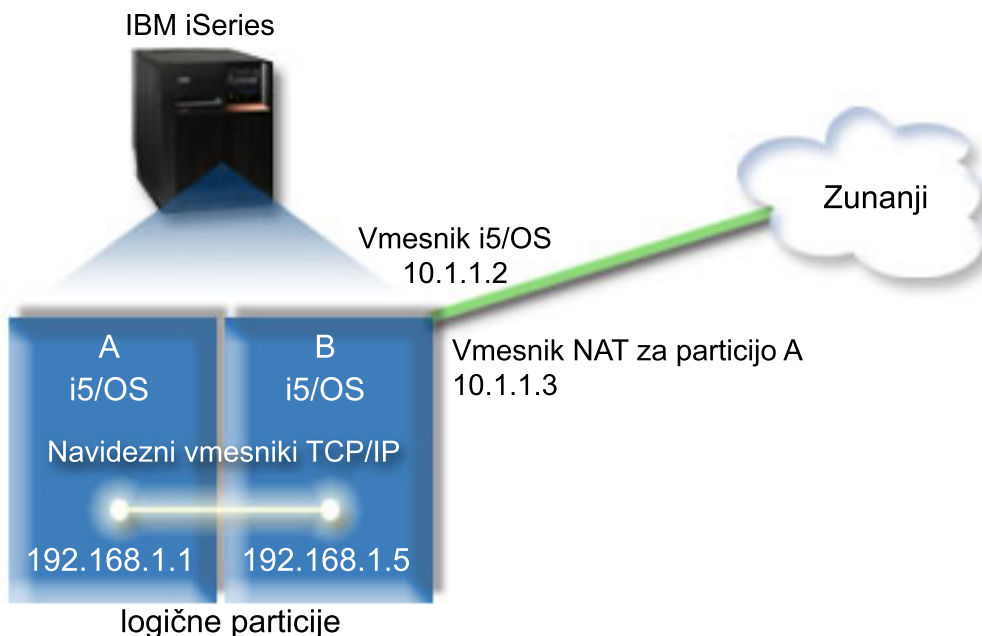 IBM iSeries
Zunanji
Vmesnik i5/OS
10.1.1.2
Vmesnik NAT za particijo A
10.1.1.3
A
i5/OS
B
i5/OS
Navidezni vmesniki TCP/IP
192.168.1.1
192.168.1.5
logične particije